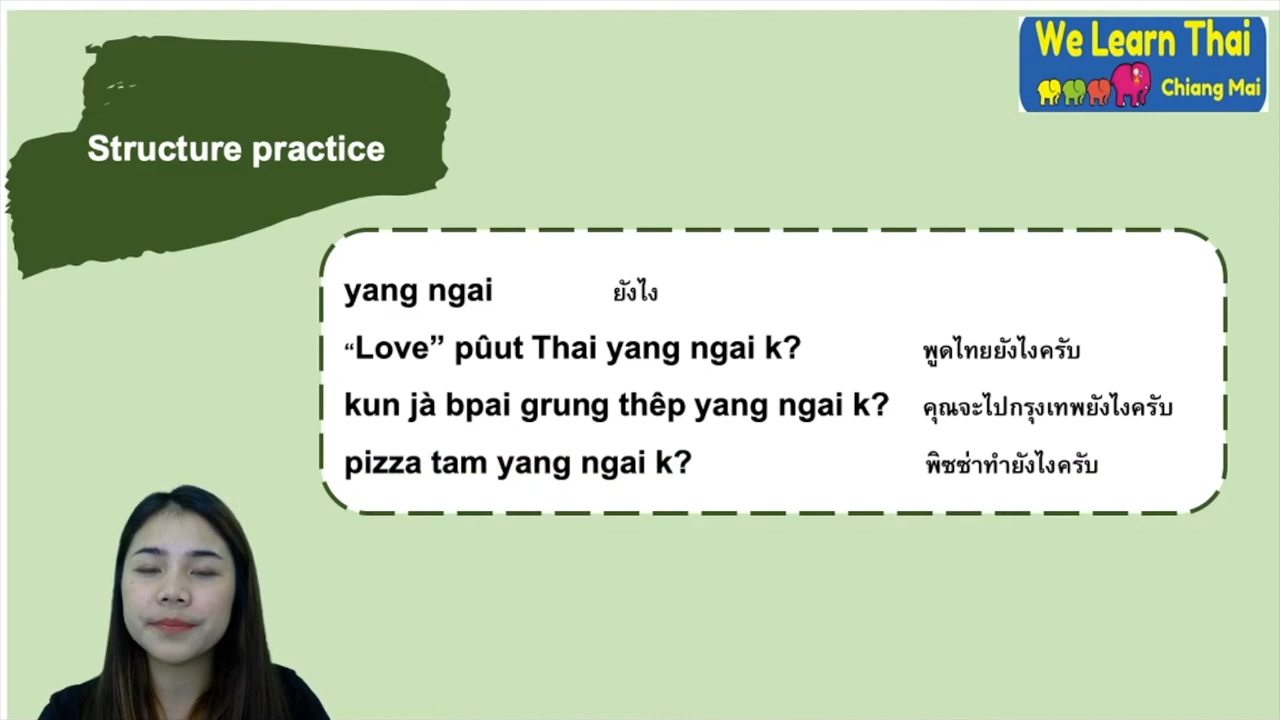 We Learn Thai
Chiang Mai
Structure practice
yang ngai ยังไง
“Love” pûut Thai yang ngai k? พูดไทยยังไงครับ
kun jà bpai grung thêp yang ngai k? คุณจะไปกรุงเทพยังไงครับ
pizza tam yang ngai k? พิซซ่าทำยังไงครับ